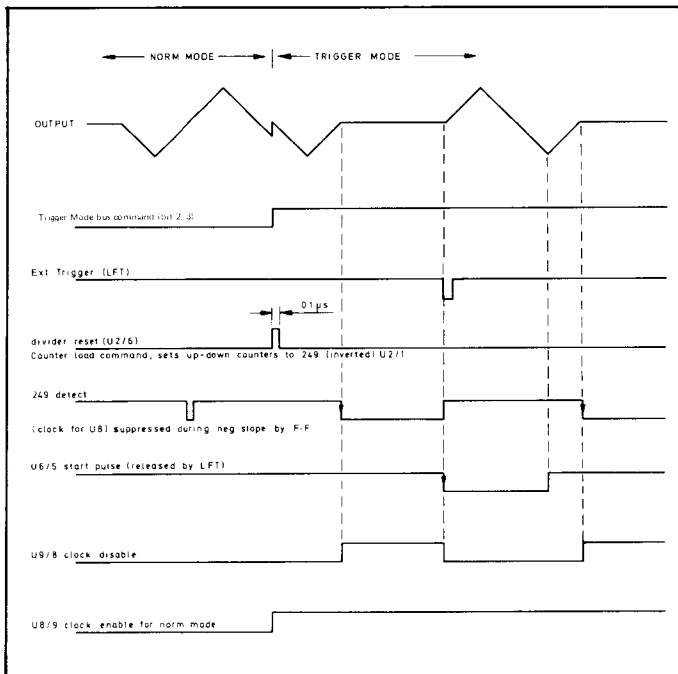 NORM MODE
TRIGGER MODE
OUTPUT
Trigger Mode bus command (bit 2, 3)
Ext Trigger (LFT)
01 µs
divider reset (U2/6)
Counter load command, sets up-down counters to 249 (inverted) U2/1
249 detect
(clock for U8) suppressed during neg slope by F-F
U6/5 start pulse (released by LFT)
U9/8 clock disable
U8/9 clock enable for norm mode